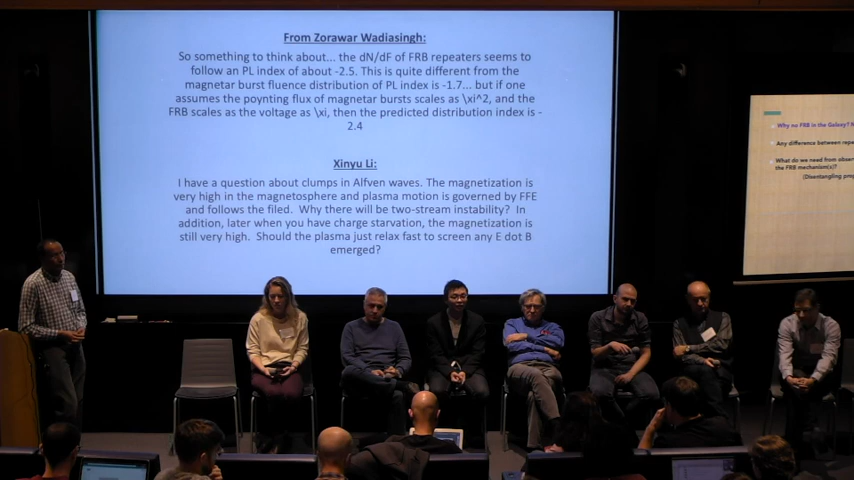 From Zorawar Wadiasingh:
So something to think about... the dN/dF of FRB repeaters seems to
follow an PL index of about -2.5. This is quite different from the
magnetar burst fluence distribution of PL index is -1.7... but if one
assumes the poynting flux of magnetar bursts scales as \xi^2, and the
FRB scales as the voltage as \xi, then the predicted distribution index is -
2.4
Xinyu Li:
I have a question about clumps in Alfven waves. The magnetization is
very high in the magnetosphere and plasma motion is governed by FFE
and follows the filed. Why there will be two-stream instability? In
addition, later when you have charge starvation, the magnetization is
still very high. Should the plasma just relax fast to screen any E dot B
emerged?
Why no FRB in the Galaxy?
Any difference between repe
What do we need from obser
the FRB mechanism(s)?
(Disentangling prop